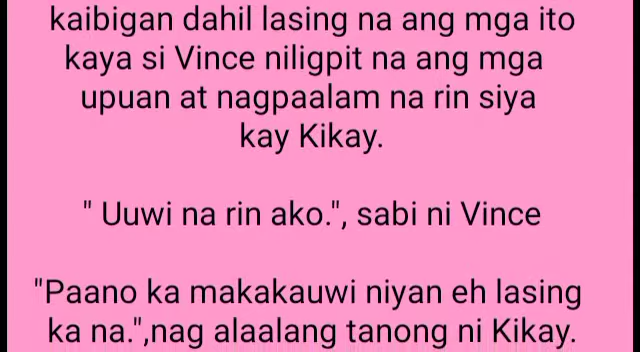 kaibigan dahil lasing na ang mga ito
kaya si Vince niligpit na ang mga
upuan at nagpaalam na rin siya
kay Kikay.
" Uuwi na rin ako.", sabi ni Vince
"Paano ka makakauwi niyan eh lasing
ka na.",nag alaalang tanong ni Kikay.